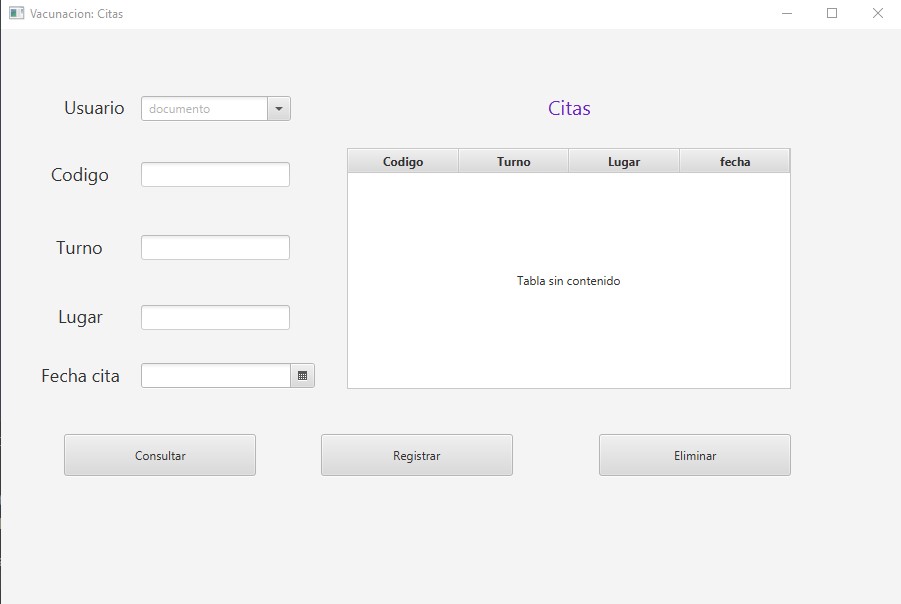 Vacunacion: Citas
Usuario
documento
Citas
Codigo
Turno
Lugar
Fecha cita
Codigo Turno Lugar fecha
Tabla sin contenido
Consultar
Registrar
Eliminar